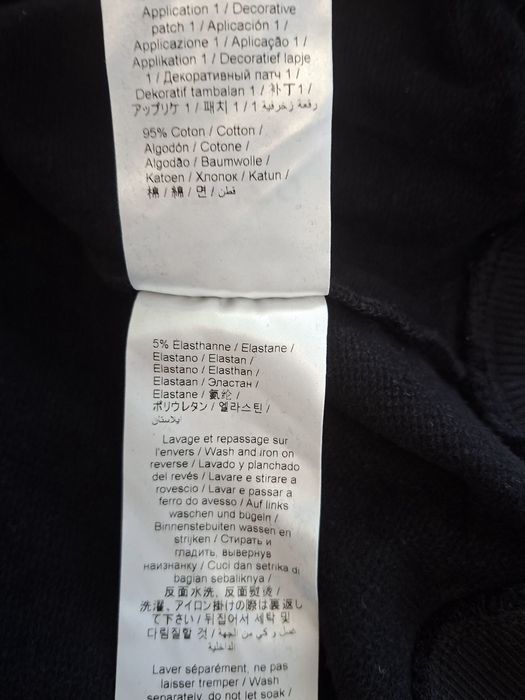 Application 1 / Decorative
patch 1 / Aplicación 1 /
Applicazione 1 / Aplicação 1 /
Applikation 1 / Decoratief lapje
1 / Декоративный патч 1 /
Dekoratif tambalan 1 / 补丁1 /
アップリケ 1 / 패치 1 / رقعة زخرفية 1
95% Coton / Cotton /
Algodón / Cotone /
Algodão / Baumwolle /
Katoen / Хлопок / Katun /
棉 / 綿 / 면 / قطن
5% Élasthanne / Elastane /
Elastano / Elastan /
Elastano / Elasthan /
Elastaan / Эластан /
Elastane / 氨纶 /
ポリウレタン / 엘라스틴 /
ايلاستان
Lavage et repassage sur
l'envers / Wash and iron on
reverse / Lavado y planchado
del revés / Lavare e stirare a
rovescio / Lavar e passar a
ferro do avesso / Auf links
waschen und bügeln /
Binnenstebuiten wassen en
strijken / Стирать и
гладить, вывернув
наизнанку / Cuci dan setrika di
bagian sebaliknya /
反面水洗, 反面熨烫 /
洗濯, アイロン掛けの際は裏返し
て下さい / 뒤집어서 세탁 및
다림질할 것 / غسل و كي من الجهة
الداخلية
Laver séparément, ne pas
laisser tremper / Wash
separately, do not let soak /